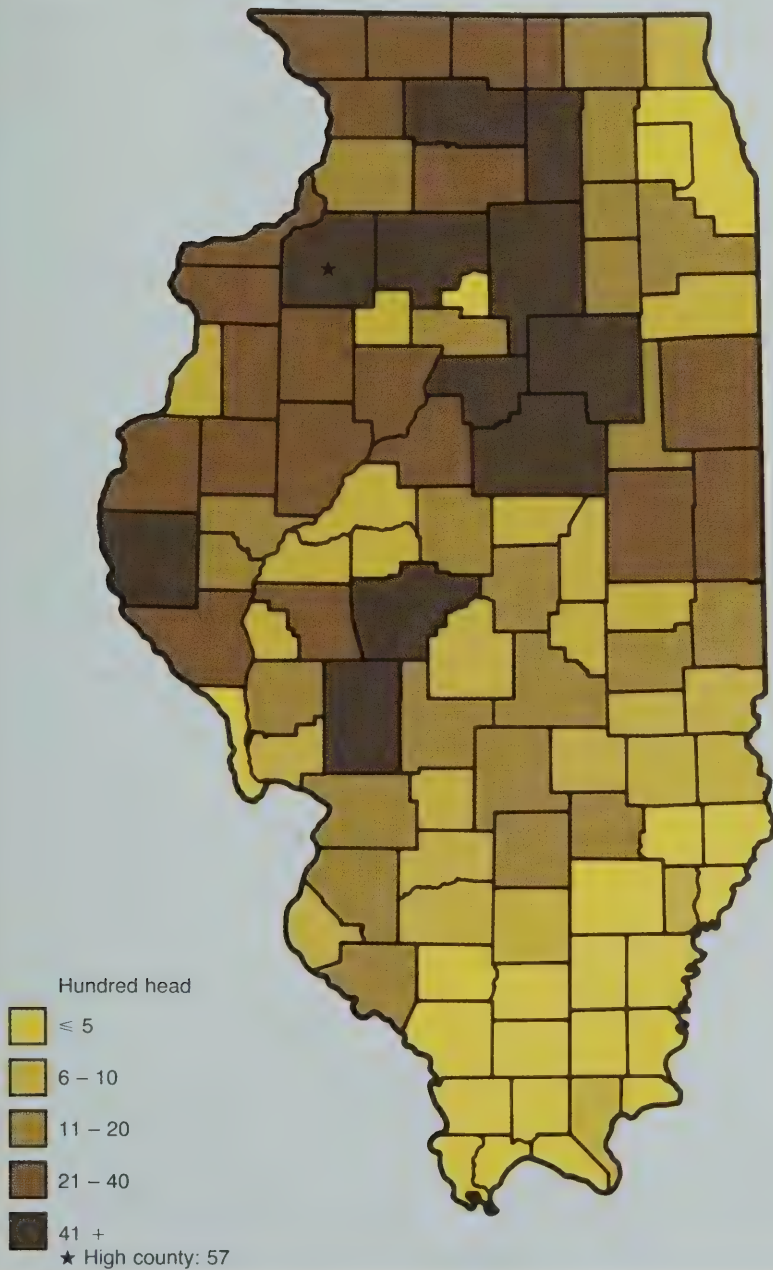 Hundred head
≤ 5
6 – 10
11 – 20
21 – 40
41 +
★ High county: 57